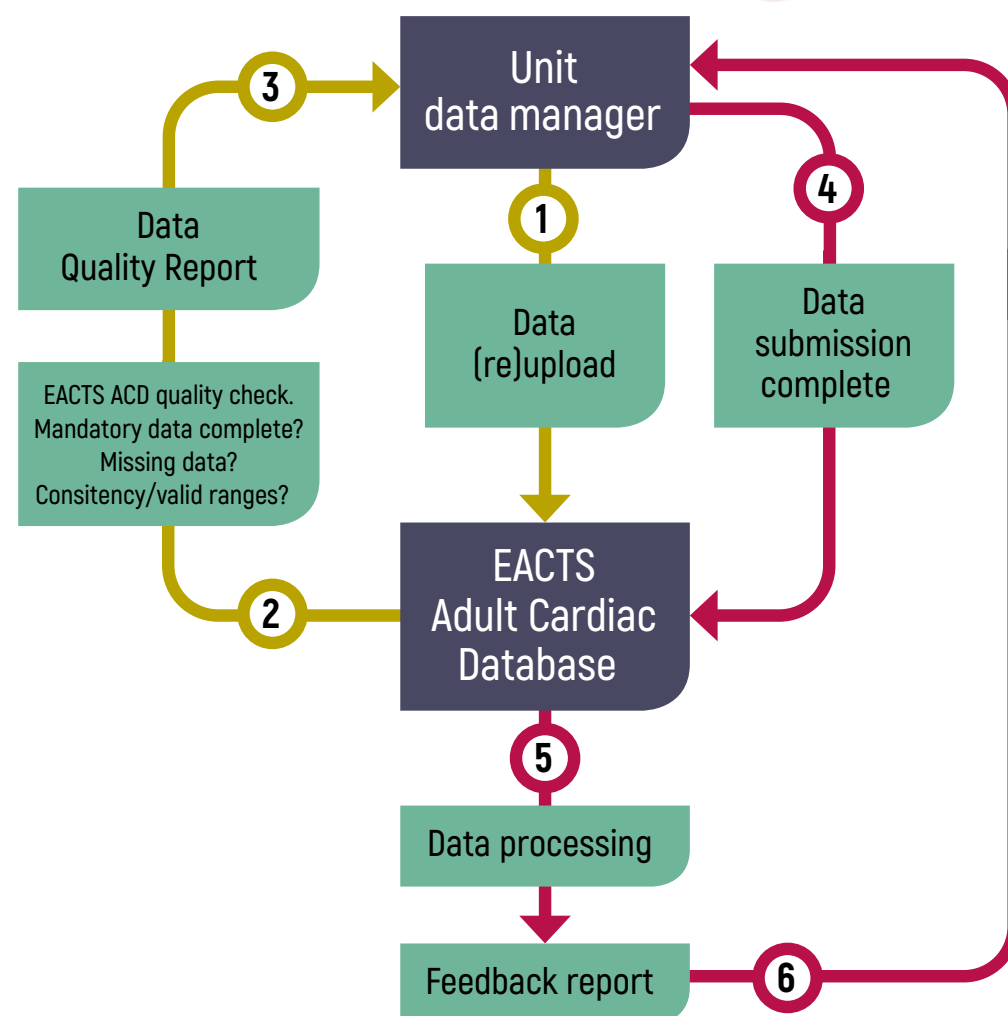 Unit
data manager
3
4
1
Data
Quality Report
Data
(re)upload
Data
submission
complete
EACTS ACD quality check.
Mandatory data complete?
Missing data?
Consitency/valid ranges?
2
EACTS
Adult Cardiac
Database
5
Data processing
Feedback report
6